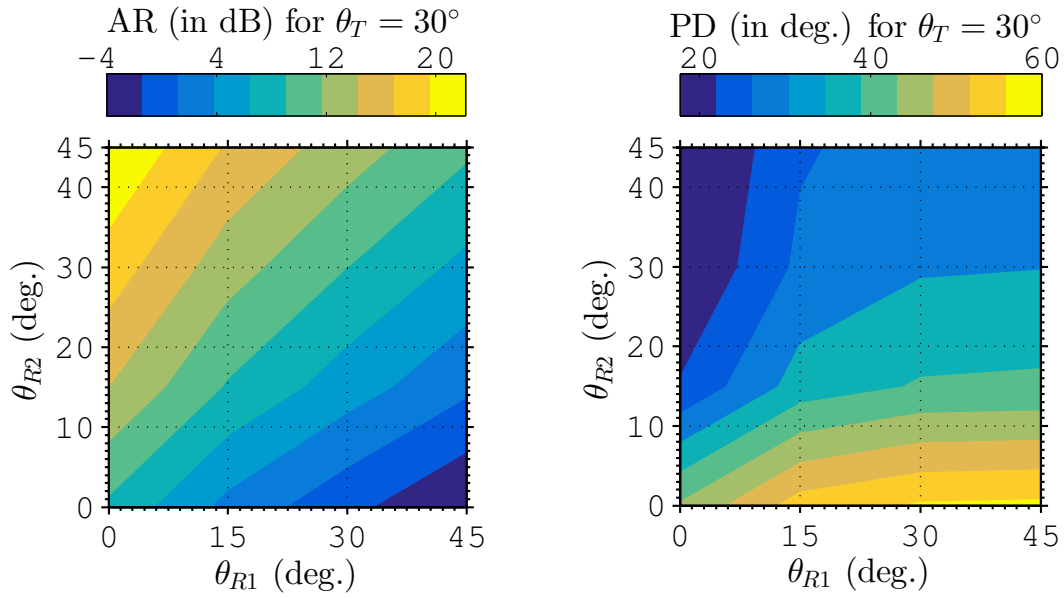 AR (in dB) for θ_T = 30°
−4 4 12 20
45
40
30
20
10
0
θ_R2 (deg.)
0 15 30 45
θ_R1 (deg.)
PD (in deg.) for θ_T = 30°
20 40 60
45
40
30
20
10
0
θ_R2 (deg.)
0 15 30 45
θ_R1 (deg.)